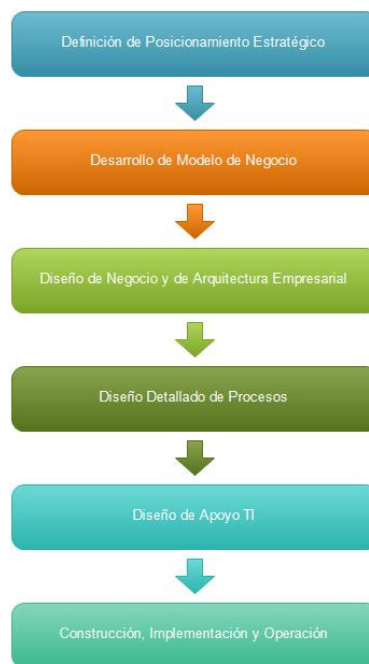 Definición de Posicionamiento Estratégico
Desarrollo de Modelo de Negocio
Diseño de Negocio y de Arquitectura Empresarial
Diseño Detallado de Procesos
Diseño de Apoyo TI
Construcción, Implementación y Operación